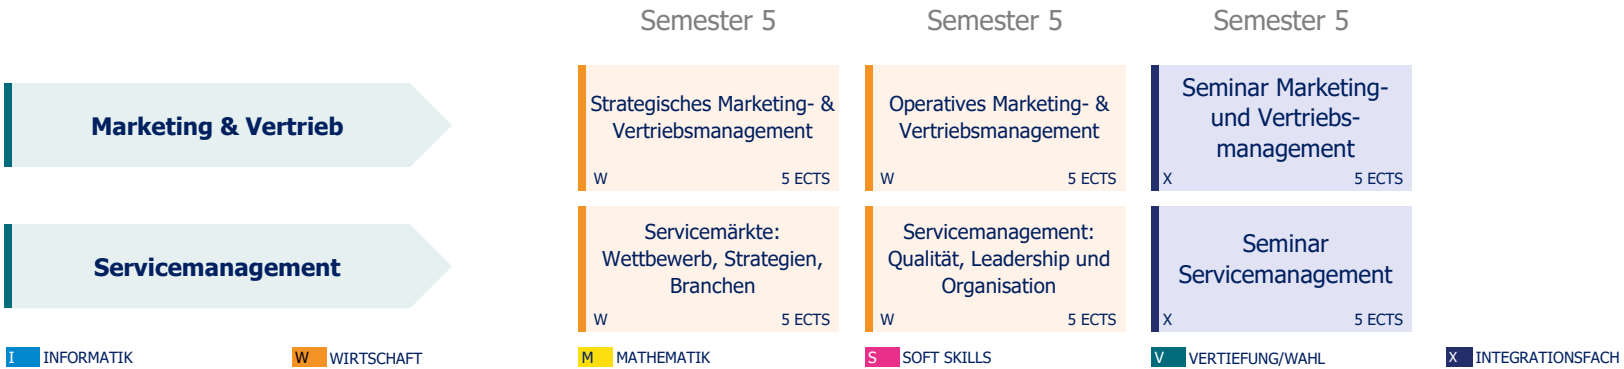 Semester 5
Semester 5
Semester 5
Marketing & Vertrieb
Strategisches Marketing- &
Vertriebsmanagement
W 5 ECTS
Operatives Marketing- &
Vertriebsmanagement
W 5 ECTS
Seminar Marketing-
und Vertriebs-
management
X 5 ECTS
Servicemanagement
Servicemärkte:
Wettbewerb, Strategien,
Branchen
W 5 ECTS
Servicemanagement:
Qualität, Leadership und
Organisation
W 5 ECTS
Seminar
Servicemanagement
X 5 ECTS
I INFORMATIK
W WIRTSCHAFT
M MATHEMATIK
S SOFT SKILLS
V VERTIEFUNG/WAHL
X INTEGRATIONSFACH